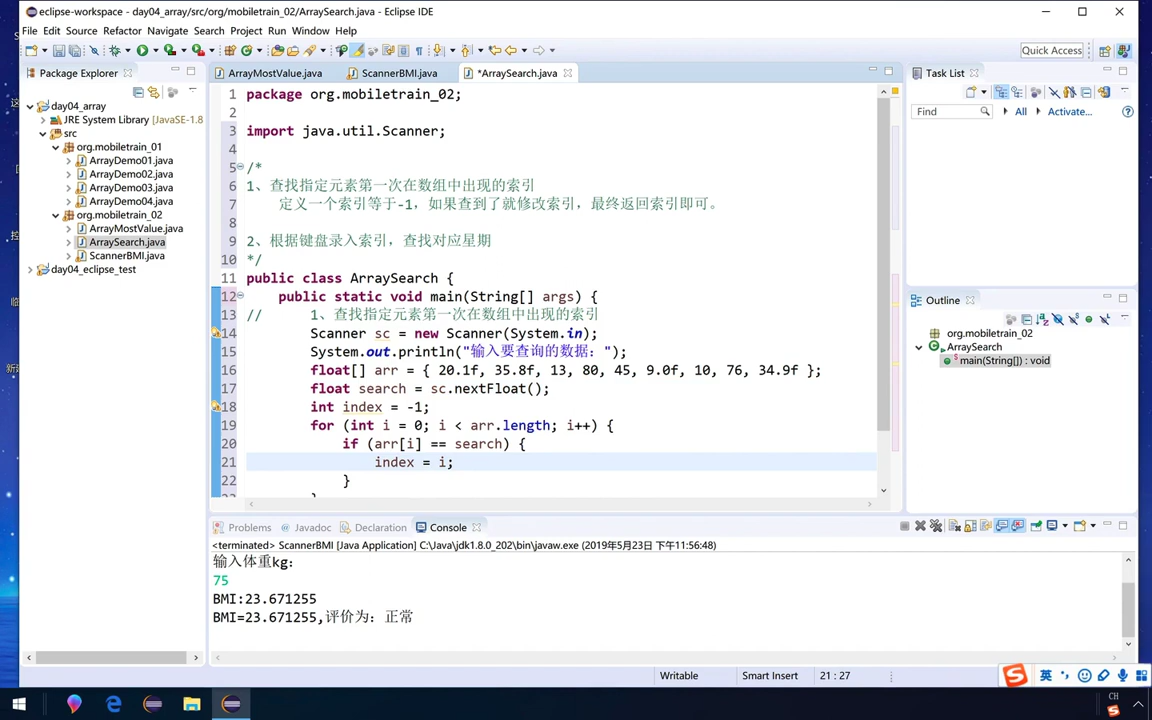 eclipse-workspace - day04_array/src/org/mobiletrain_02/ArraySearch.java - Eclipse IDE
File Edit Source Refactor Navigate Search Project Run Window Help
Quick Access
Package Explorer
ArrayMostValue.java
ScannerBMI.java
*ArraySearch.java
Task List
day04_array
JRE System Library [JavaSE-1.8
src
org.mobiletrain_01
ArrayDemo01.java
ArrayDemo02.java
ArrayDemo03.java
ArrayDemo04.java
org.mobiletrain_02
ArrayMostValue.java
ArraySearch.java
ScannerBMI.java
day04_eclipse_test
1 package org.mobiletrain_02;
2
3 import java.util.Scanner;
4
5 /*
6 1、查找指定元素第一次在数组中出现的索引
7 定义一个索引等于-1，如果查到了就修改索引，最终返回索引即可。
8
9 2、根据键盘录入索引，查找对应星期
10 */
11 public class ArraySearch {
12 public static void main(String[] args) {
13 // 1、查找指定元素第一次在数组中出现的索引
14 Scanner sc = new Scanner(System.in);
15 System.out.println("输入要查询的数据：");
16 float[] arr = { 20.1f, 35.8f, 13, 80, 45, 9.0f, 10, 76, 34.9f };
17 float search = sc.nextFloat();
18 int index = -1;
19 for (int i = 0; i < arr.length; i++) {
20 if (arr[i] == search) {
21 index = i;
22 }
Find
All
Activate...
Outline
org.mobiletrain_02
ArraySearch
main(String[]) : void
Problems
Javadoc
Declaration
Console
<terminated> ScannerBMI [Java Application] C:\Java\jdk1.8.0_202\bin\javaw.exe (2019年5月23日 下午11:56:48)
输入体重kg：
75
BMI:23.671255
BMI=23.671255,评价为：正常
Writable
Smart Insert
21 : 27
英
CH